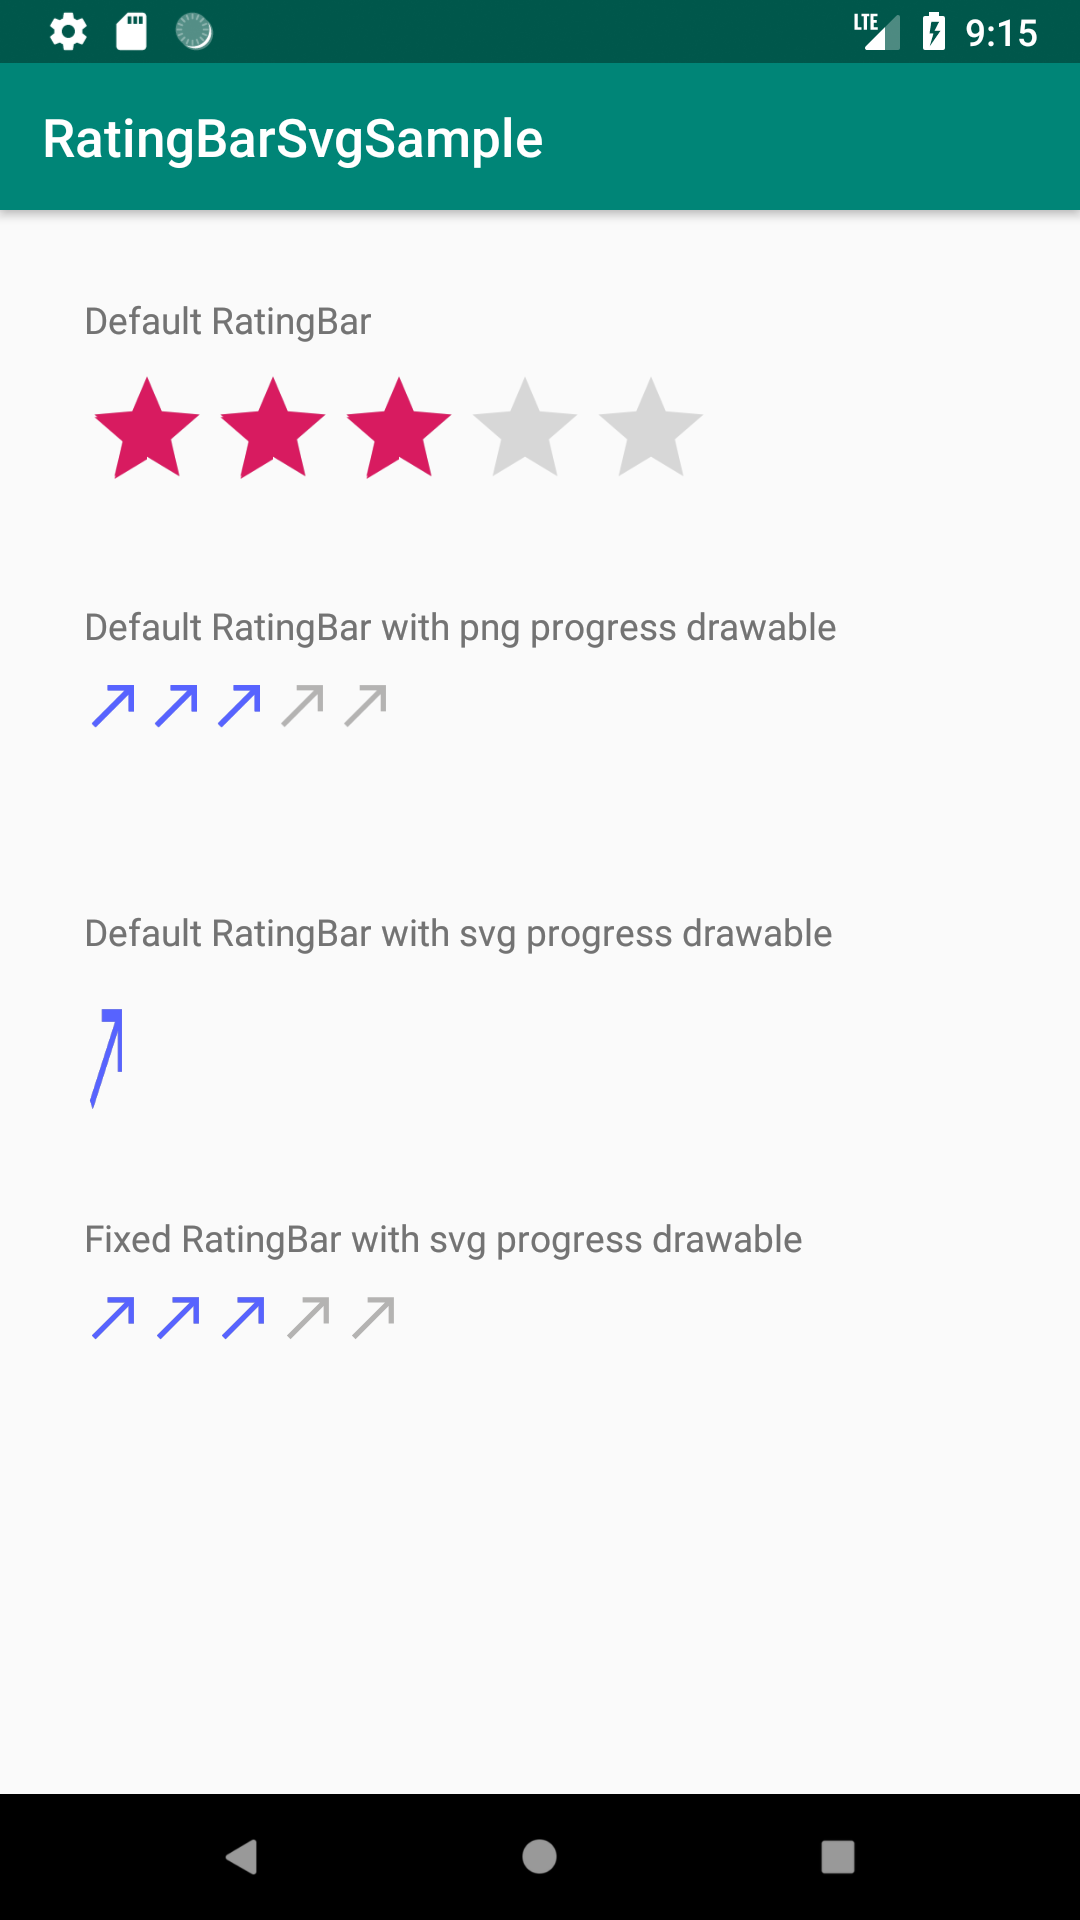 LTE 9:15
RatingBarSvgSample
Default RatingBar
Default RatingBar with png progress drawable
Default RatingBar with svg progress drawable
Fixed RatingBar with svg progress drawable